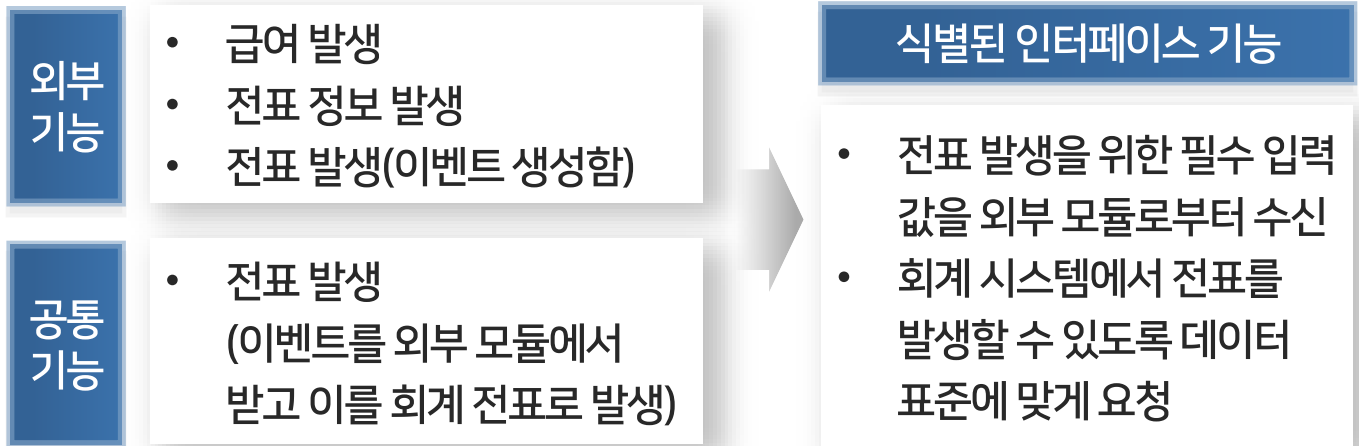 외부
기능
• 급여 발생
• 전표 정보 발생
• 전표 발생(이벤트 생성함)
공통
기능
• 전표 발생
(이벤트를 외부 모듈에서
받고 이를 회계 전표로 발생)
식별된 인터페이스 기능
• 전표 발생을 위한 필수 입력
값을 외부 모듈로부터 수신
• 회계 시스템에서 전표를
발생할 수 있도록 데이터
표준에 맞게 요청